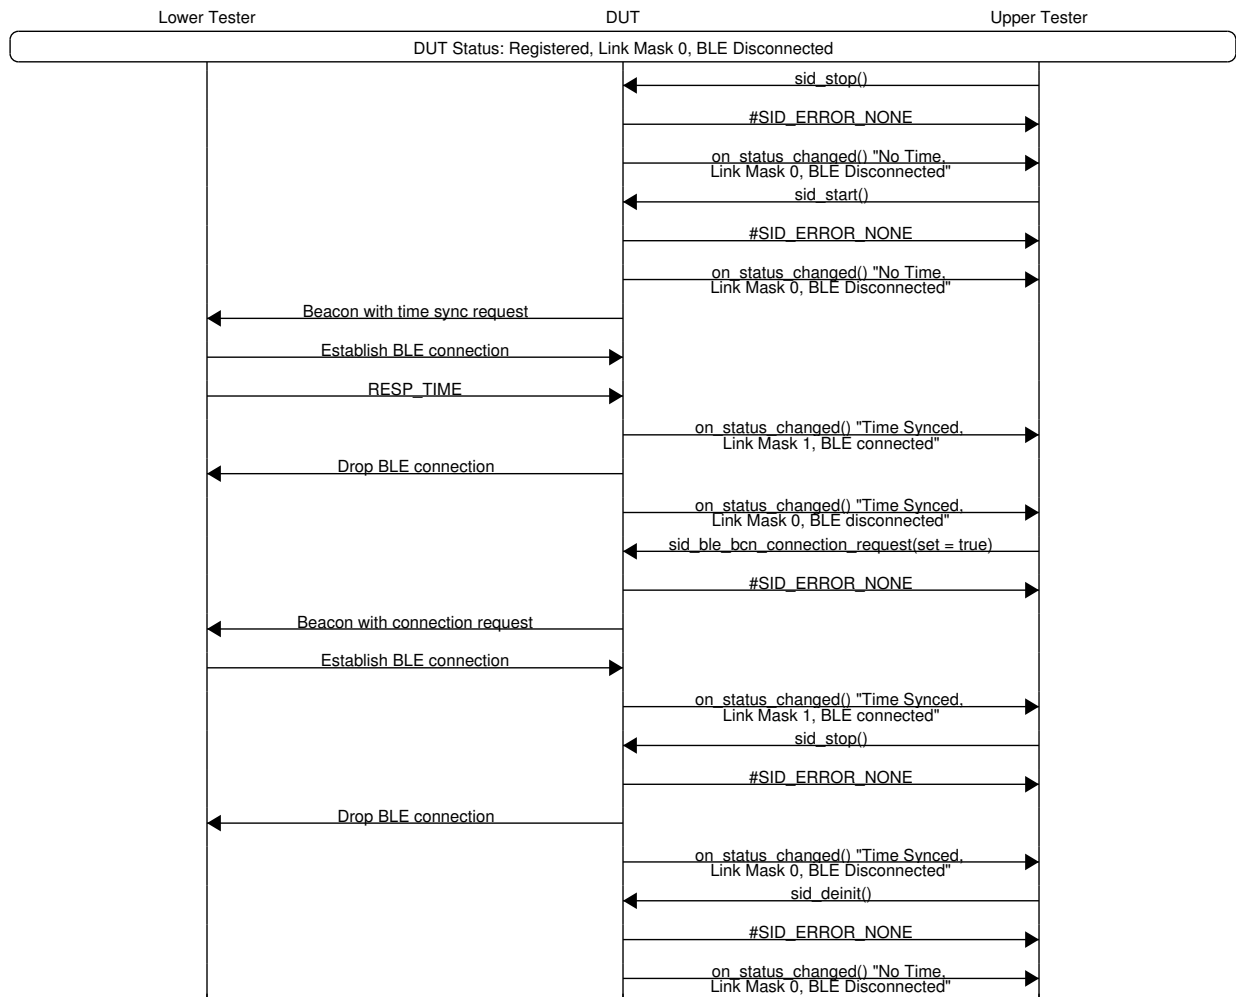 Lower Tester
DUT
Upper Tester
DUT Status: Registered, Link Mask 0, BLE Disconnected
sid_stop()
#SID_ERROR_NONE
on_status_changed() "No Time,
Link Mask 0, BLE Disconnected"
sid_start()
#SID_ERROR_NONE
on_status_changed() "No Time,
Link Mask 0, BLE Disconnected"
Beacon with time sync request
Establish BLE connection
RESP_TIME
on_status_changed() "Time Synced,
Link Mask 1, BLE connected"
Drop BLE connection
on_status_changed() "Time Synced,
Link Mask 0, BLE disconnected"
sid_ble_bcn_connection_request(set = true)
#SID_ERROR_NONE
Beacon with connection request
Establish BLE connection
on_status_changed() "Time Synced,
Link Mask 1, BLE connected"
sid_stop()
#SID_ERROR_NONE
Drop BLE connection
on_status_changed() "Time Synced,
Link Mask 0, BLE Disconnected"
sid_deinit()
#SID_ERROR_NONE
on_status_changed() "No Time,
Link Mask 0, BLE Disconnected"